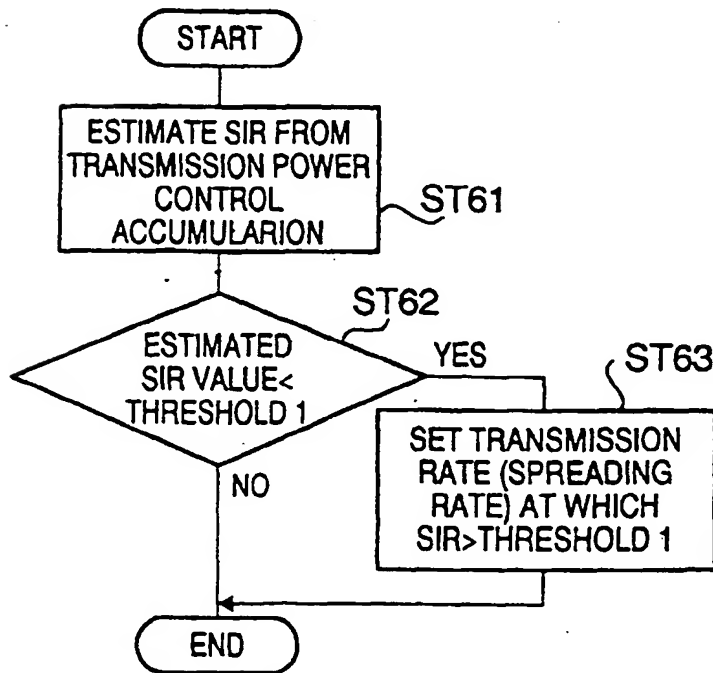 START
ESTIMATE SIR FROM
TRANSMISSION POWER
CONTROL
ACCUMULARION
ST61
ST62
ESTIMATED
SIR VALUE<
THRESHOLD 1
YES
ST63
SET TRANSMISSION
RATE (SPREADING
RATE) AT WHICH
SIR>THRESHOLD 1
NO
END